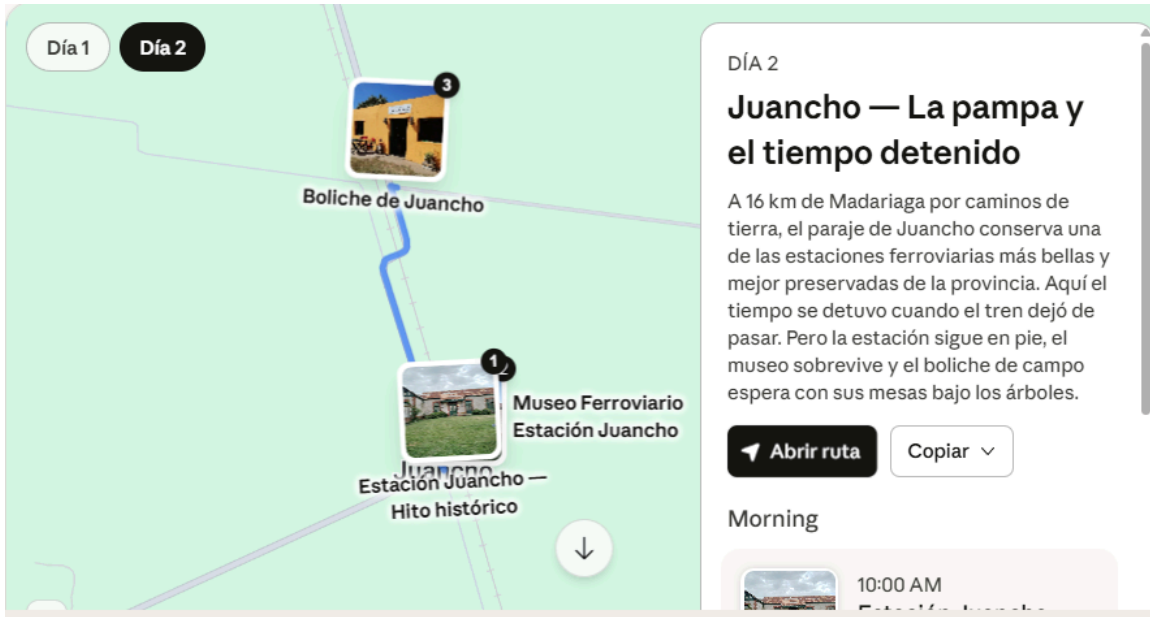 Día 1
Día 2
3
Boliche de Juancho
1
2
Museo Ferroviario
Estación Juancho
Juancho
Estación Juancho —
Hito histórico
DÍA 2
Juancho — La pampa y
el tiempo detenido
A 16 km de Madariaga por caminos de
tierra, el paraje de Juancho conserva una
de las estaciones ferroviarias más bellas y
mejor preservadas de la provincia. Aquí el
tiempo se detuvo cuando el tren dejó de
pasar. Pero la estación sigue en pie, el
museo sobrevive y el boliche de campo
espera con sus mesas bajo los árboles.
Abrir ruta
Copiar
Morning
10:00 AM
Estación Juancho